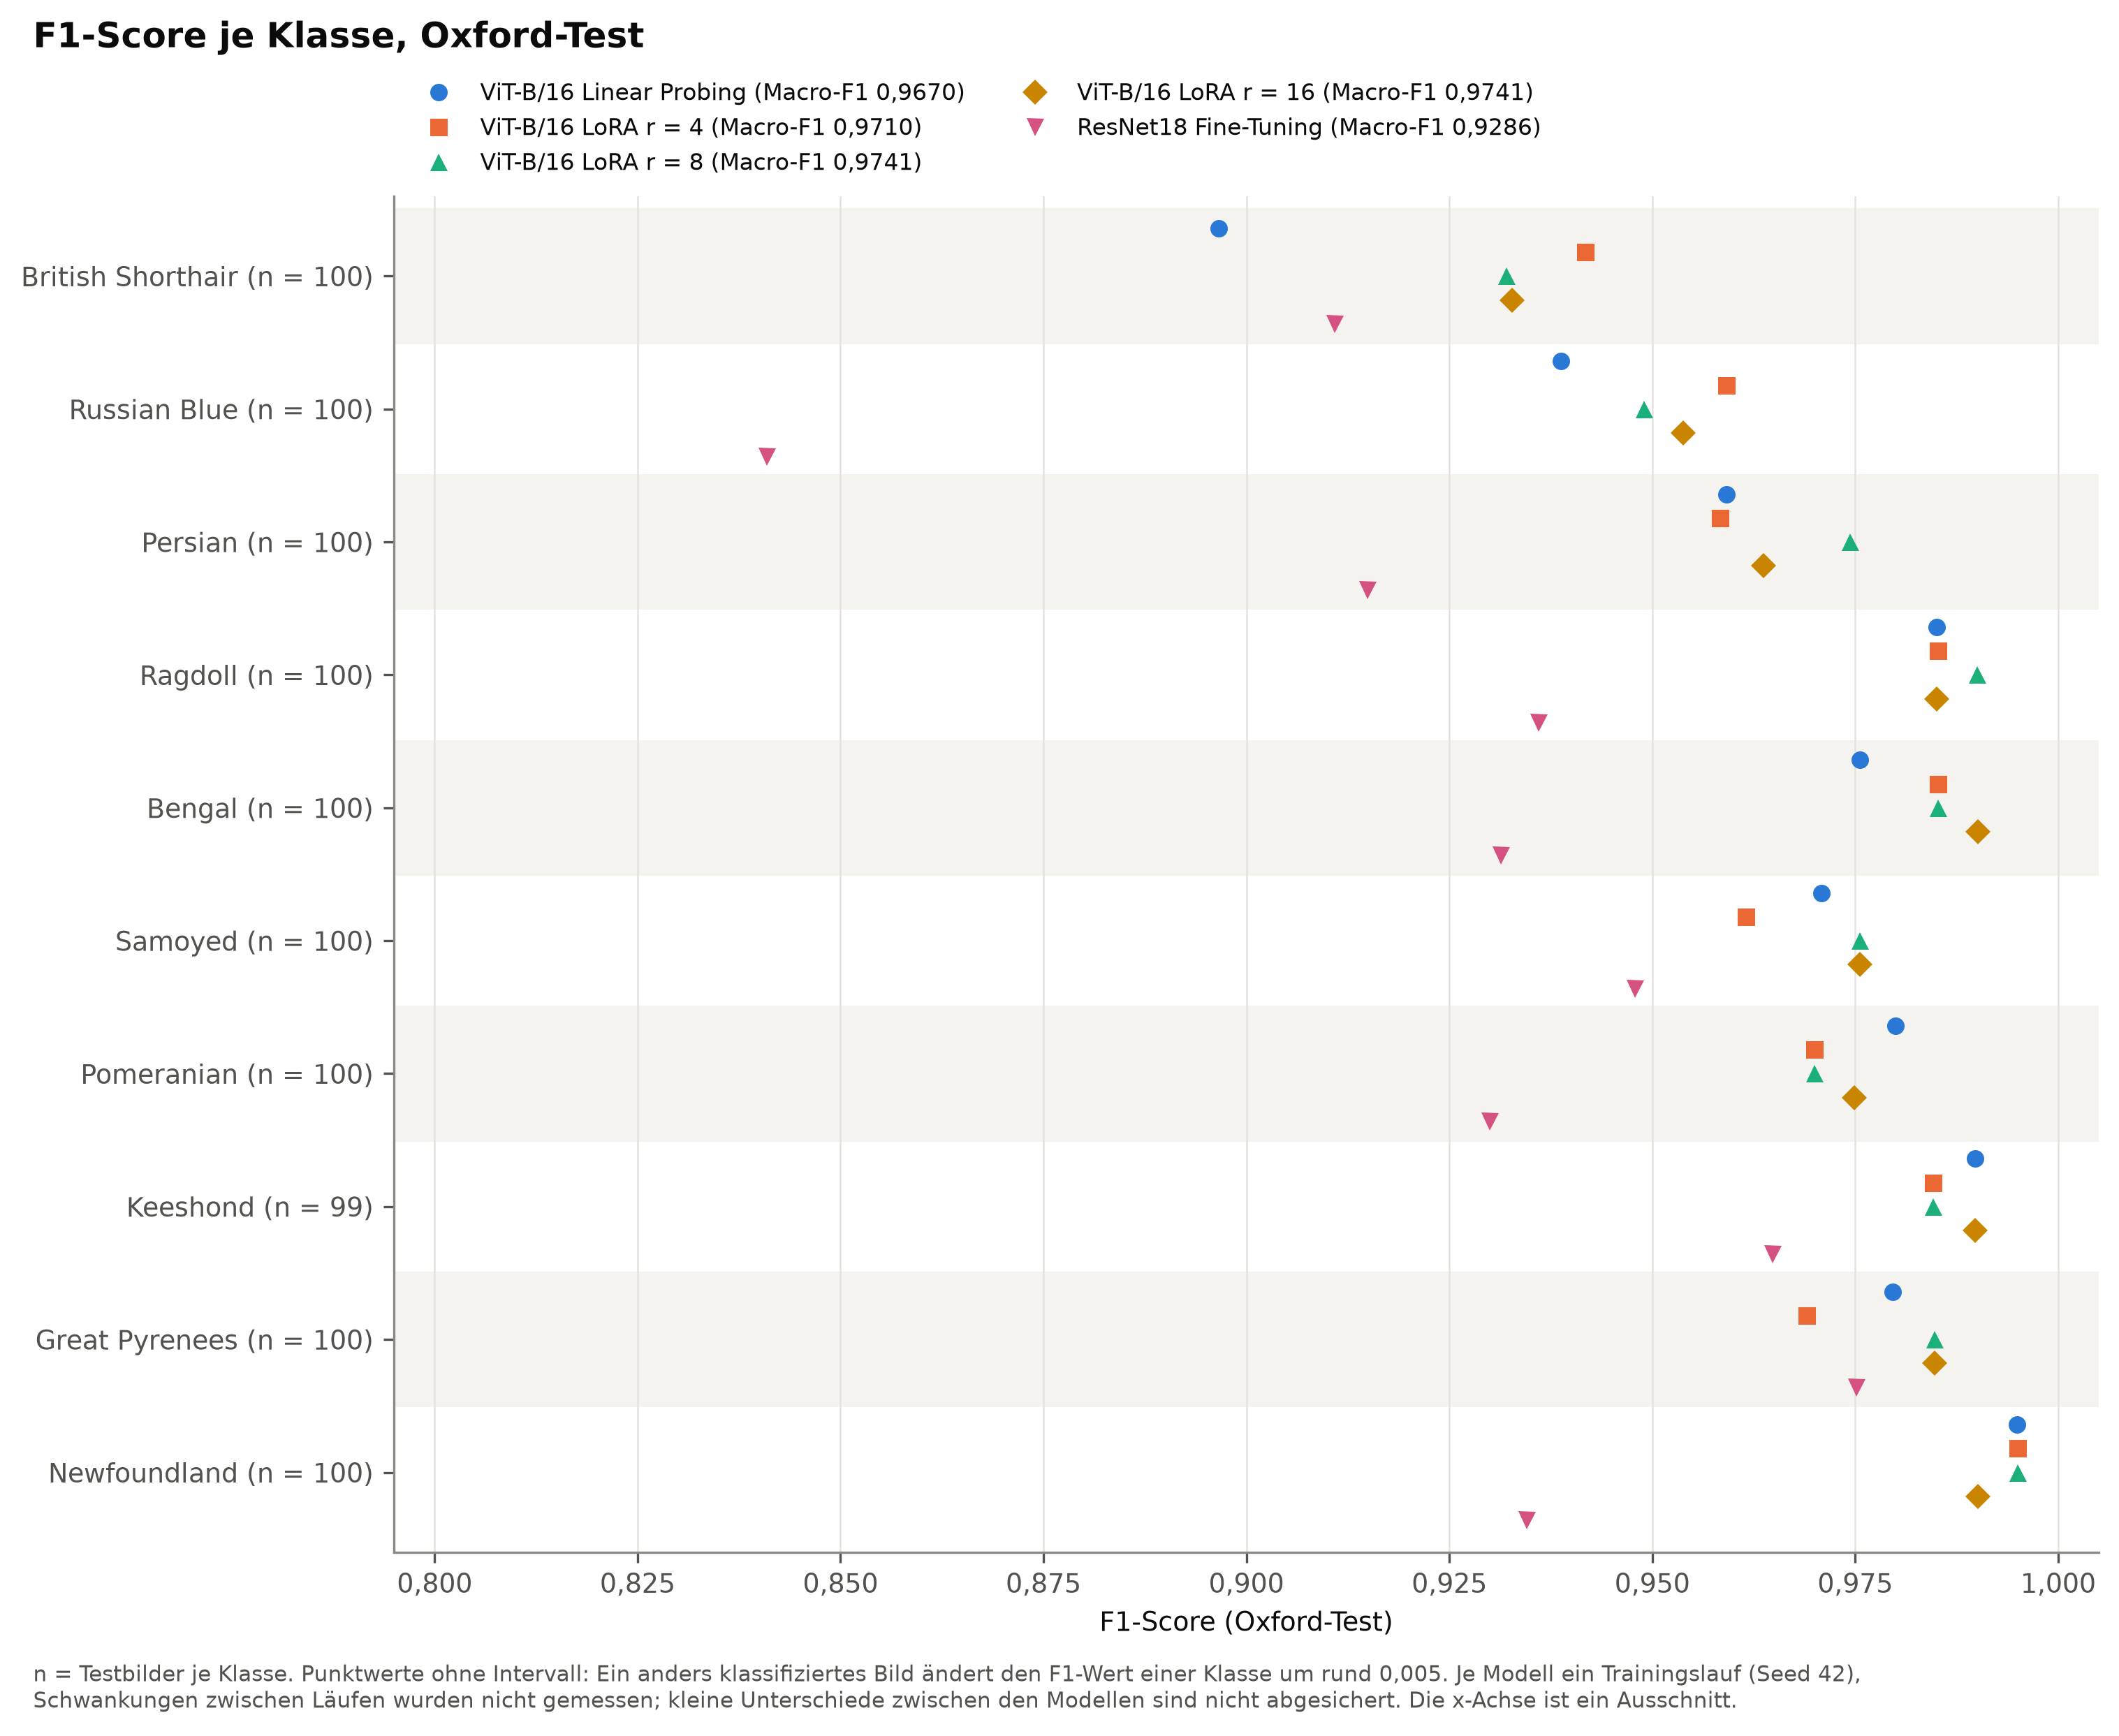 F1-Score je Klasse, Oxford-Test
ViT-B/16 Linear Probing (Macro-F1 0,9670)
ViT-B/16 LoRA r = 4 (Macro-F1 0,9710)
ViT-B/16 LoRA r = 8 (Macro-F1 0,9741)
ViT-B/16 LoRA r = 16 (Macro-F1 0,9741)
ResNet18 Fine-Tuning (Macro-F1 0,9286)
British Shorthair (n = 100)
Russian Blue (n = 100)
Persian (n = 100)
Ragdoll (n = 100)
Bengal (n = 100)
Samoyed (n = 100)
Pomeranian (n = 100)
Keeshond (n = 99)
Great Pyrenees (n = 100)
Newfoundland (n = 100)
0,800 0,825 0,850 0,875 0,900 0,925 0,950 0,975 1,000
F1-Score (Oxford-Test)
n = Testbilder je Klasse. Punktwerte ohne Intervall: Ein anders klassifiziertes Bild ändert den F1-Wert einer Klasse um rund 0,005. Je Modell ein Trainingslauf (Seed 42),
Schwankungen zwischen Läufen wurden nicht gemessen; kleine Unterschiede zwischen den Modellen sind nicht abgesichert. Die x-Achse ist ein Ausschnitt.